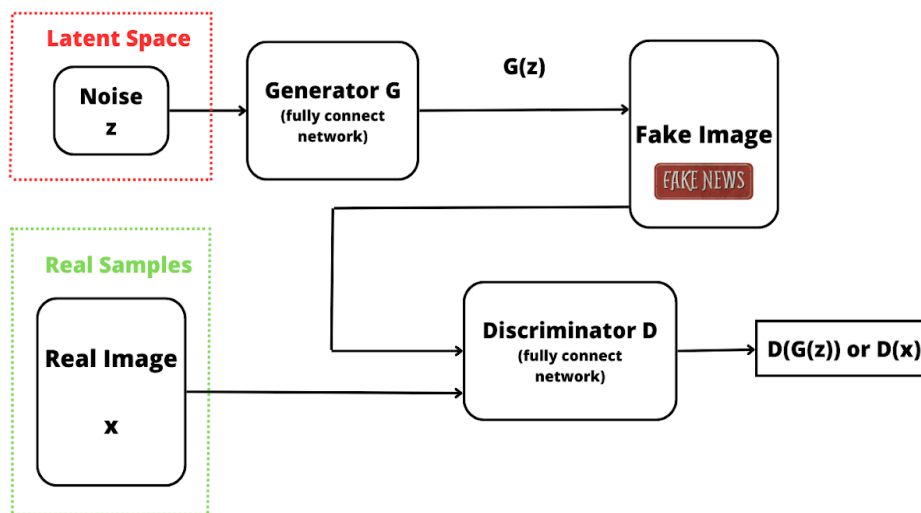 Latent Space
Noise
z
Generator G
(fully connect
network)
G(z)
Fake Image
FAKE NEWS
Real Samples
Real Image
x
Discriminator D
(fully connect
network)
D(G(z)) or D(x)